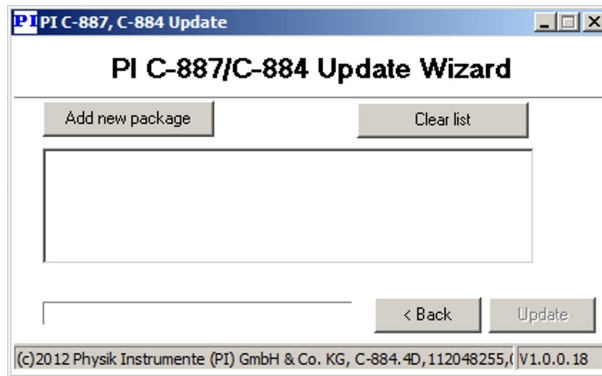 PI PI C-887, C-884 Update
PI C-887/C-884 Update Wizard
Add new package Clear list
< Back Update
(c)2012 Physik Instrumente (PI) GmbH & Co. KG, C-884.4D,112048255,( V1.0.0.18